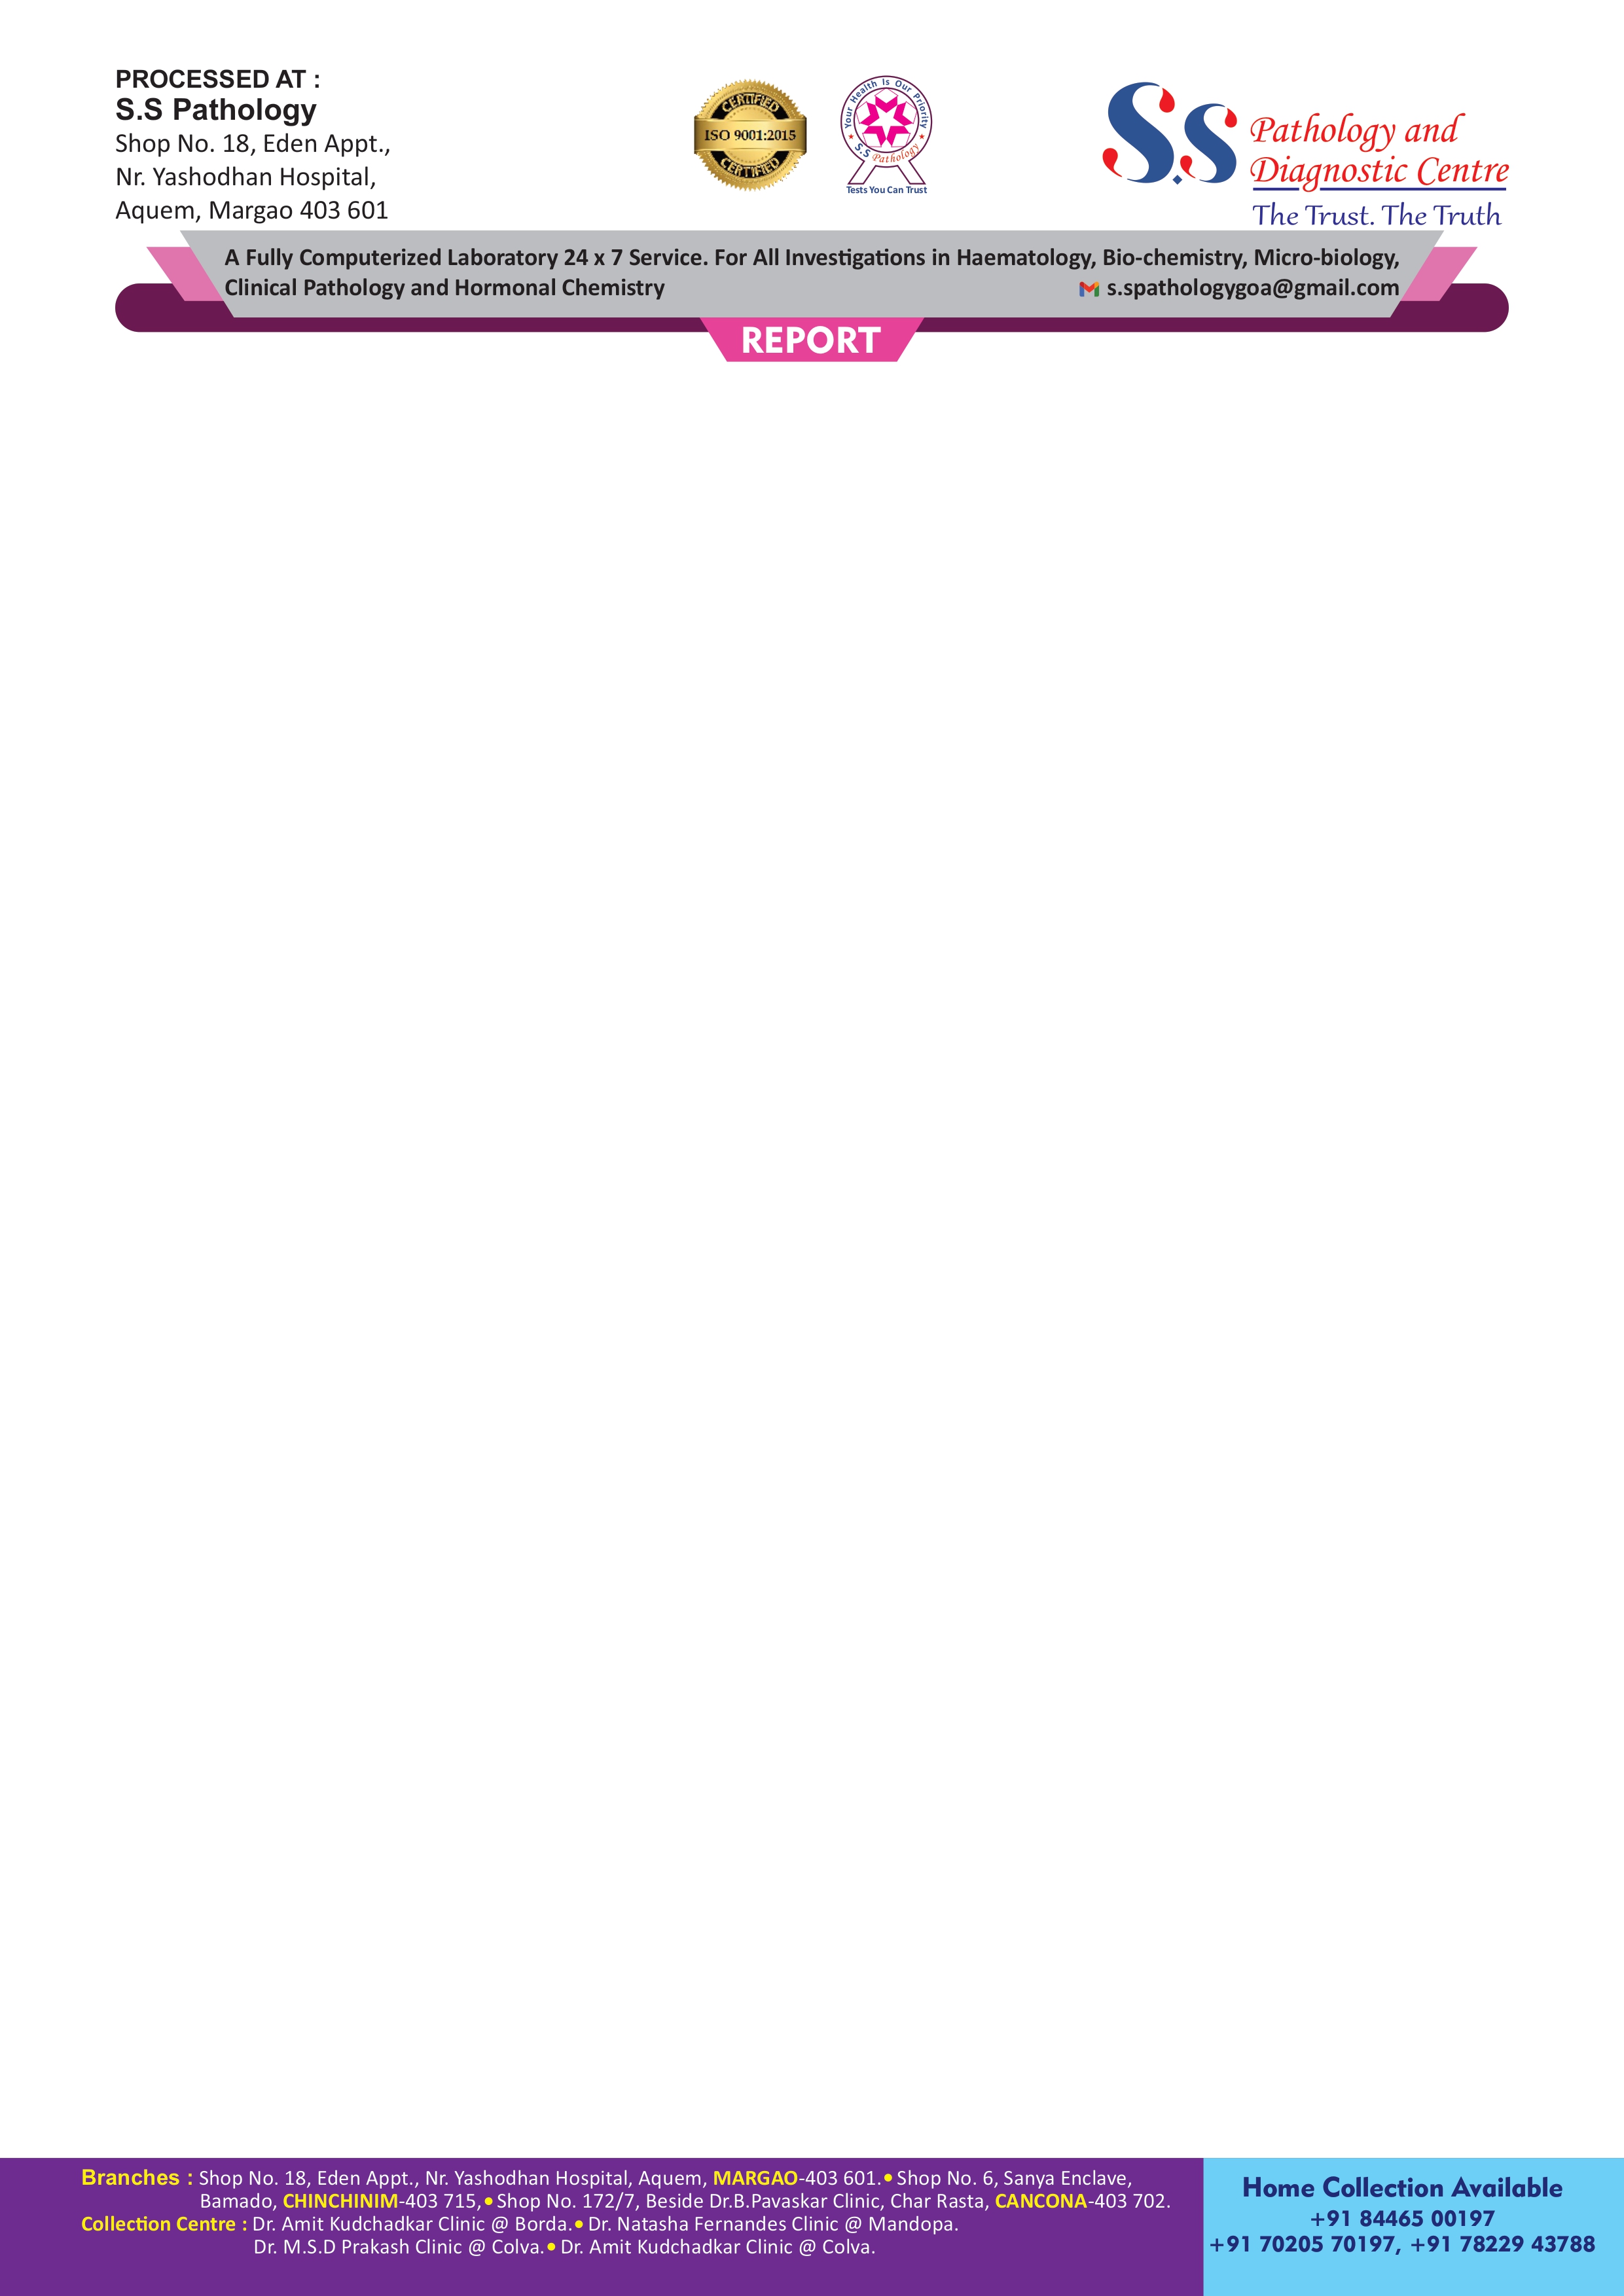 PROCESSED AT :
S.S Pathology
Shop No. 18, Eden Appt.,
Nr. Yashodhan Hospital,
Aquem, Margao 403 601
CERTIFIED
ISO 9001:2015
CERTIFIED
Your Health Is Our Priority
S.S Pathology
Tests You Can Trust
S.S Pathology and
Diagnostic Centre
The Trust. The Truth
A Fully Computerized Laboratory 24 x 7 Service. For All Investigations in Haematology, Bio-chemistry, Micro-biology,
Clinical Pathology and Hormonal Chemistry s.spathologygoa@gmail.com
REPORT
Branches : Shop No. 18, Eden Appt., Nr. Yashodhan Hospital, Aquem, MARGAO-403 601.• Shop No. 6, Sanya Enclave,
Bamado, CHINCHINIM-403 715,• Shop No. 172/7, Beside Dr.B.Pavaskar Clinic, Char Rasta, CANCONA-403 702.
Collection Centre : Dr. Amit Kudchadkar Clinic @ Borda.• Dr. Natasha Fernandes Clinic @ Mandopa.
Dr. M.S.D Prakash Clinic @ Colva.• Dr. Amit Kudchadkar Clinic @ Colva.
Home Collection Available
+91 84465 00197
+91 70205 70197, +91 78229 43788